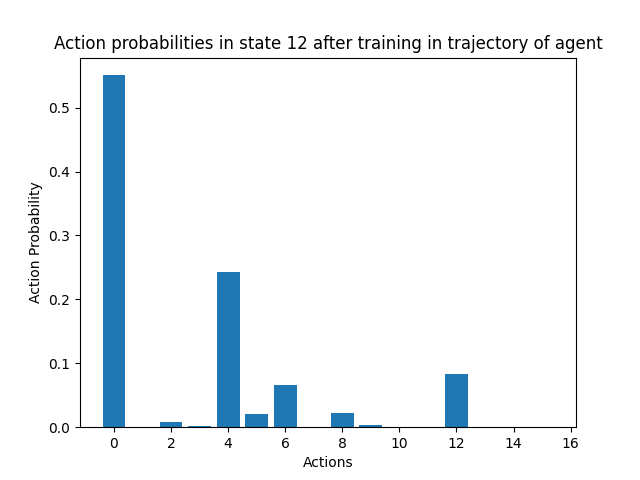 Action probabilities in state 12 after training in trajectory of agent
Action Probability
0.5
0.4
0.3
0.2
0.1
0.0
0 2 4 6 8 10 12 14 16
Actions